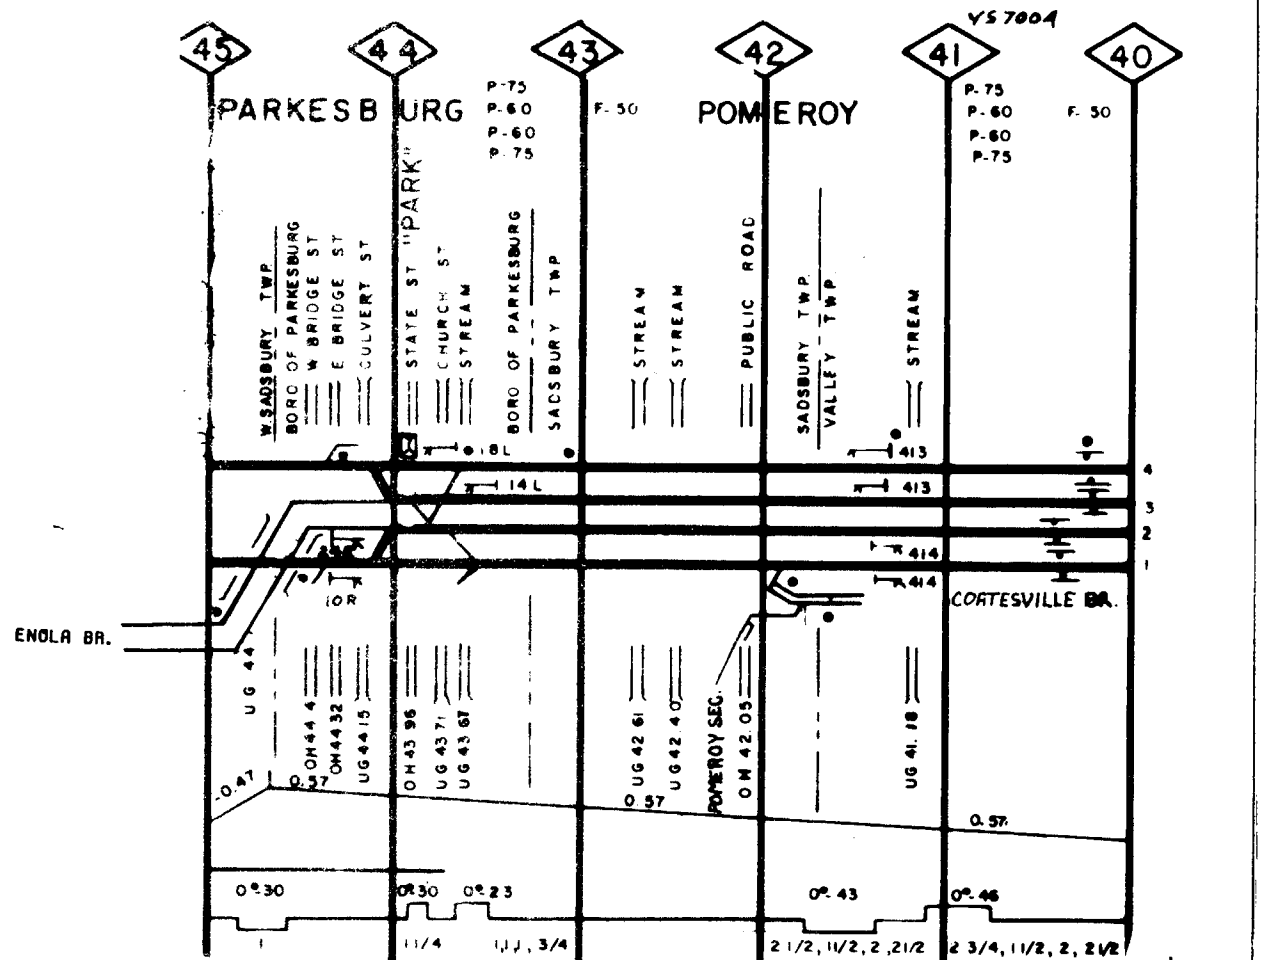 VS 7004
45 44 43 42 41 40
PARKESBURG
P-75
P-60
P-60
P-75
F-50
POMEROY
P-75
P-60
P-60
P-75
F-50
W. SADSBURY TWP.
BORO OF PARKESBURG
W BRIDGE ST
E BRIDGE ST
CULVERT ST
STATE ST "PARK"
CHURCH ST
STREAM
BORO OF PARKESBURG
SADSBURY TWP
STREAM
STREAM
PUBLIC ROAD
SADSBURY TWP.
VALLEY TWP.
STREAM
18L
413
4
14L
413
3
2
414
1
10R
414
COATESVILLE BR.
ENOLA BR.
UG 44
OH 44 4
OH 44 32
UG 44 15
OH 43 96
UG 43 71
UG 43 67
UG 42 61
UG 42.40
POMEROY SEC.
OH 42.05
UG 41.18
-0.47
0.57
0.57
0.57
0°-30
0°30
0°-23
0°-43
0°-46
1
1 1/4
1,1,1, 3/4
2 1/2, 1 1/2, 2, 2 1/2
2 3/4, 1 1/2, 2, 2 1/2